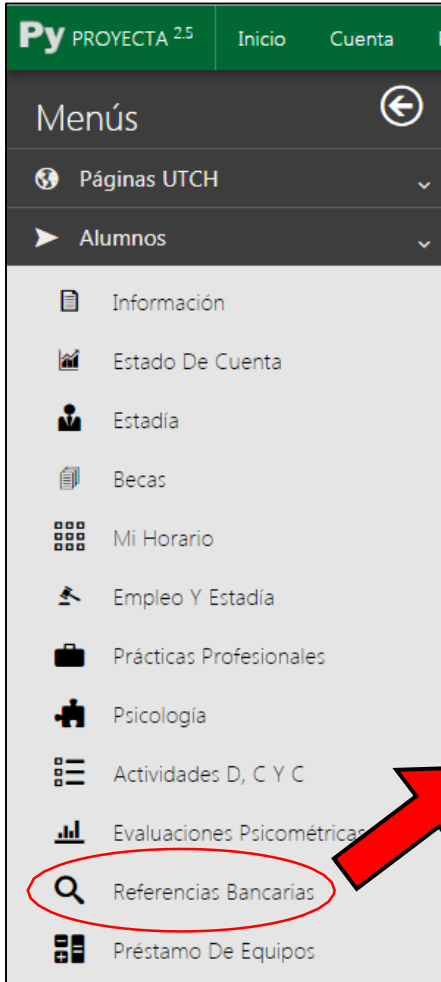 Py PROYECTA 2.5 Inicio Cuenta
Menús
Páginas UTCH
Alumnos
Información
Estado De Cuenta
Estadía
Becas
Mi Horario
Empleo Y Estadía
Prácticas Profesionales
Psicología
Actividades D, C Y C
Evaluaciones Psicométricas
Referencias Bancarias
Préstamo De Equipos